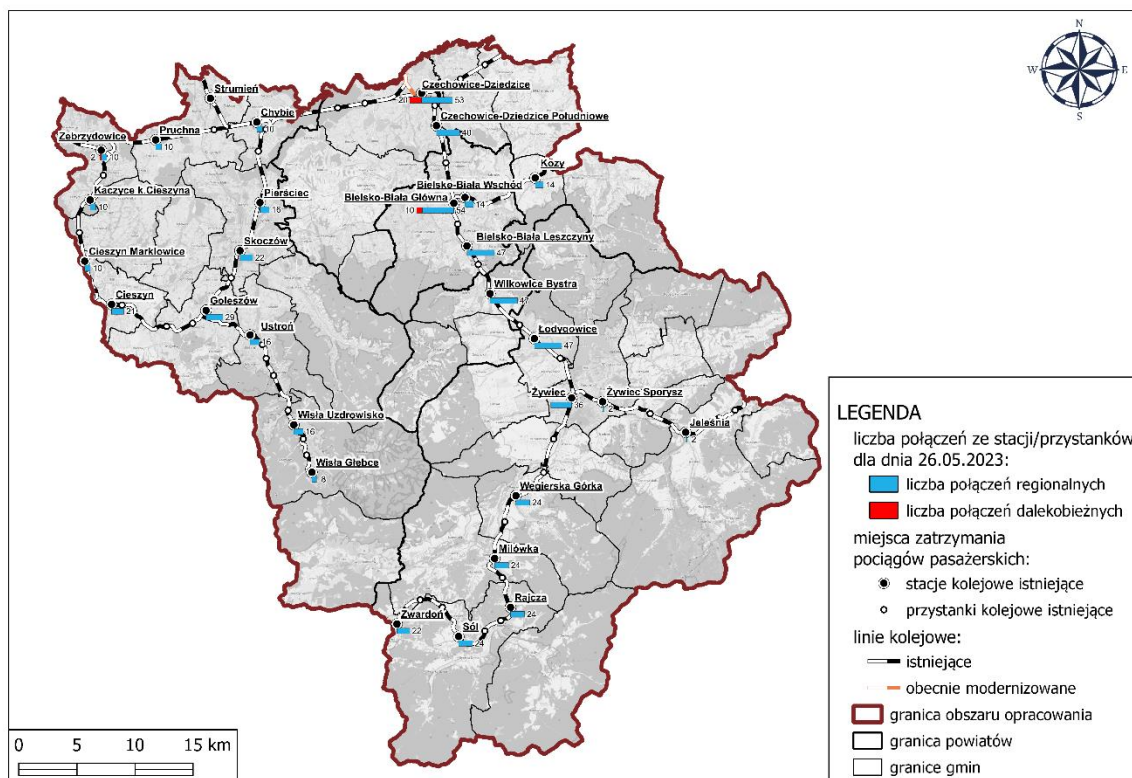 N
W E
S
Strumień
Czechowice-Dziedzice
20 53
Chybie
10
Czechowice-Dziedzice Południowe
40
Zebrzydowice
2 10
Pruchna
10
Kozy
14
Kaczyce k Cieszyna
10
Pierściec
16
Bielsko-Biała Wschód
14
Bielsko-Biała Główna
10 54
Skoczów
22
Bielsko-Biała Leszczyny
47
Cieszyn Marklowice
10
Wilkowice Bystra
47
Cieszyn
21
Goleszów
29
Ustroń
16
Łodygowice
47
Żywiec
36
Żywiec Sporysz
2
Jeleśnia
2
Wisła Uzdrowisko
16
Wisła Głębce
8
Węgierska Górka
24
Milówka
24
Rajcza
24
Zwardoń
22
Sól
24
LEGENDA
liczba połączeń ze stacji/przystanków
dla dnia 26.05.2023:
liczba połączeń regionalnych
liczba połączeń dalekobieżnych
miejsca zatrzymania
pociągów pasażerskich:
stacje kolejowe istniejące
przystanki kolejowe istniejące
linie kolejowe:
istniejące
obecnie modernizowane
granica obszaru opracowania
granica powiatów
granice gmin
0 5 10 15 km